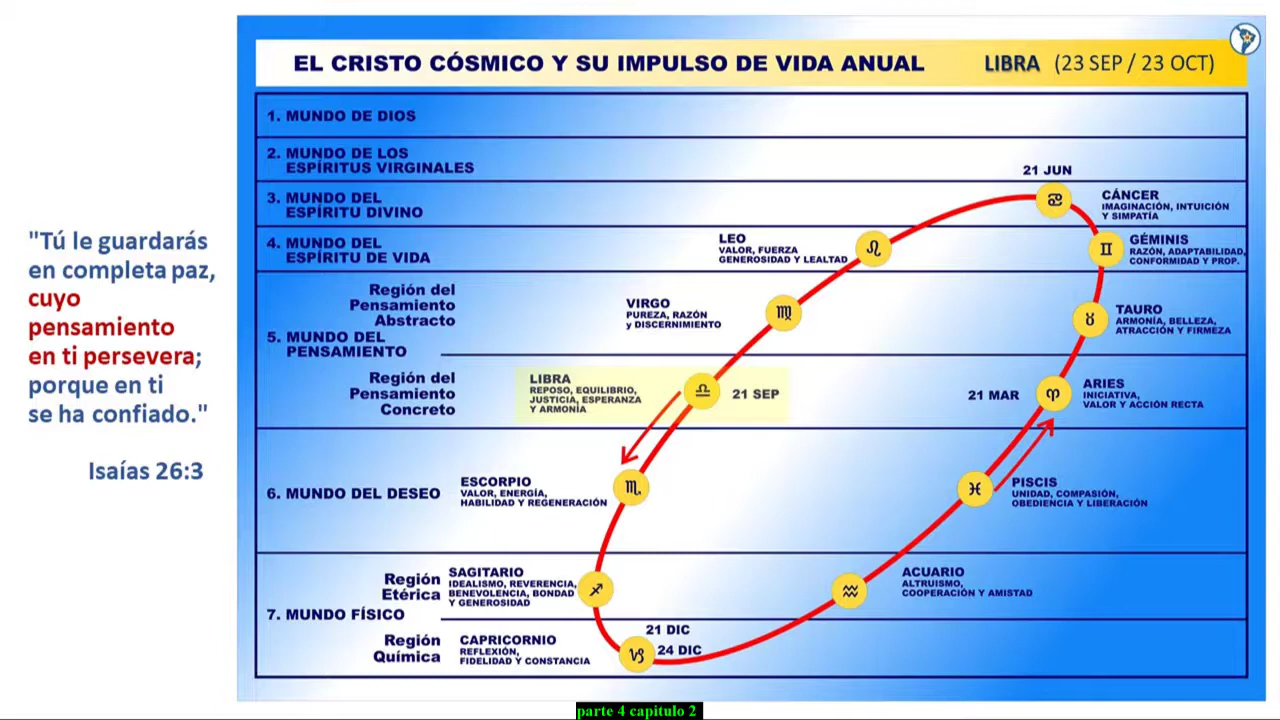 EL CRISTO CÓSMICO Y SU IMPULSO DE VIDA ANUAL LIBRA (23 SEP / 23 OCT)
"Tú le guardarás
en completa paz,
cuyo
pensamiento
en ti persevera;
porque en ti
se ha confiado."
Isaías 26:3
1. MUNDO DE DIOS
2. MUNDO DE LOS
ESPÍRITUS VIRGINALES
21 JUN
3. MUNDO DEL
ESPÍRITU DIVINO
CÁNCER
IMAGINACIÓN, INTUICIÓN
Y SIMPATÍA
4. MUNDO DEL
ESPÍRITU DE VIDA
LEO
VALOR, FUERZA
GENEROSIDAD Y LEALTAD
GÉMINIS
RAZÓN, ADAPTABILIDAD,
CONFORMIDAD Y PROP.
Región del
Pensamiento
Abstracto
VIRGO
PUREZA, RAZÓN
y DISCERNIMIENTO
TAURO
ARMONÍA, BELLEZA,
ATRACCIÓN Y FIRMEZA
5. MUNDO DEL
PENSAMIENTO
Región del
Pensamiento
Concreto
LIBRA
REPOSO, EQUILIBRIO,
JUSTICIA, ESPERANZA
Y ARMONÍA
21 SEP
21 MAR
ARIES
INICIATIVA,
VALOR Y ACCIÓN RECTA
6. MUNDO DEL DESEO
ESCORPIO
VALOR, ENERGÍA,
HABILIDAD Y REGENERACIÓN
PISCIS
UNIDAD, COMPASIÓN,
OBEDIENCIA Y LIBERACIÓN
Región
Etérica
SAGITARIO
IDEALISMO, REVERENCIA,
BENEVOLENCIA, BONDAD
Y GENEROSIDAD
ACUARIO
ALTRUISMO,
COOPERACIÓN Y AMISTAD
7. MUNDO FÍSICO
Región
Química
CAPRICORNIO
REFLEXIÓN,
FIDELIDAD Y CONSTANCIA
21 DIC
24 DIC
parte 4 capitulo 2